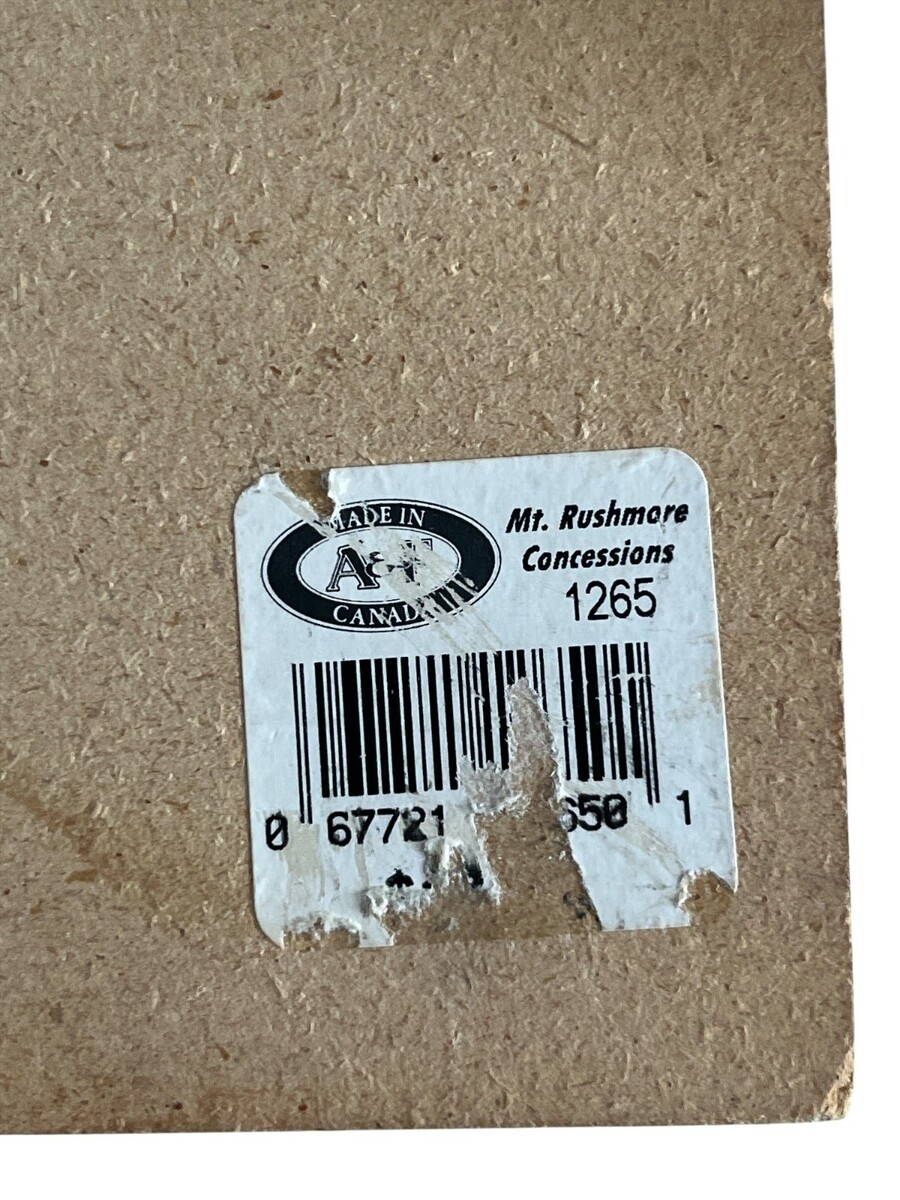 MADE IN
A&T
CANADA
Mt. Rushmore
Concessions
1265
0 67721 650 1